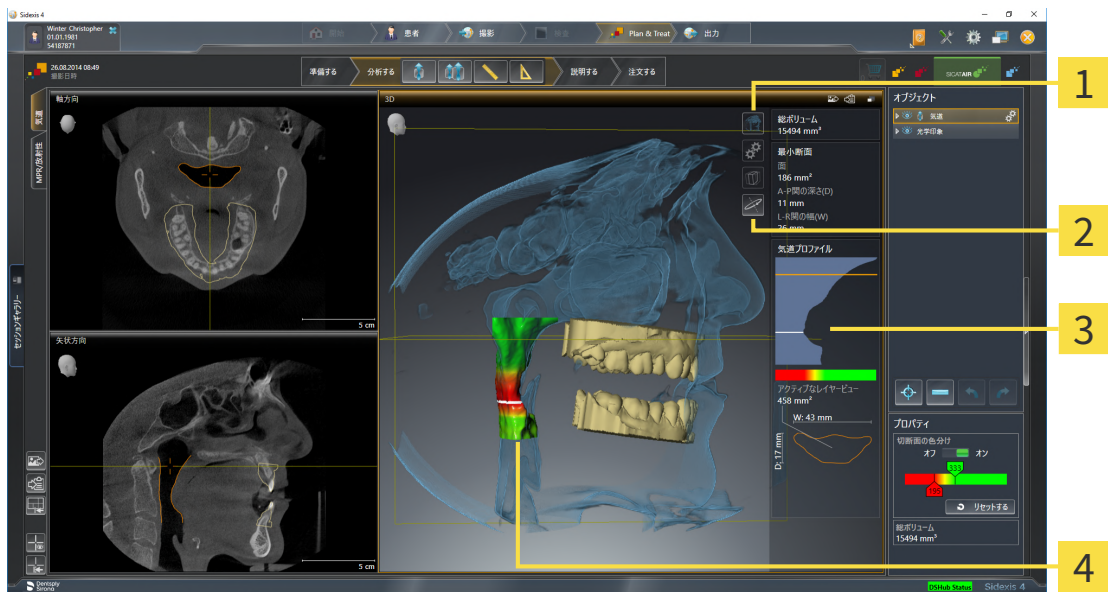 Sidexis 4
Winter Christopher
01.01.1981
54187871
開始
患者
撮影
検査
Plan & Treat
出力
26.08.2014 08:49
撮影日時
準備する
分析する
説明する
注文する
SICAT AIR
気道
MPR/放射性
セッションギャラリー
軸方向
5 cm
矢状方向
5 cm
3D
総ボリューム
15494 mm³
最小断面
面
186 mm²
A-P関の深さ(D)
11 mm
L-R関の幅(W)
26 mm
気道プロファイル
アクティブなレイヤービュー
458 mm²
W: 43 mm
D: 17 mm
オブジェクト
気道
光学印象
プロパティ
切断面の色分け
オフ
オン
333
リセットする
総ボリューム
15494 mm³
Dentsply
Sirona
DSHub Status
Sidexis 4
1
2
3
4